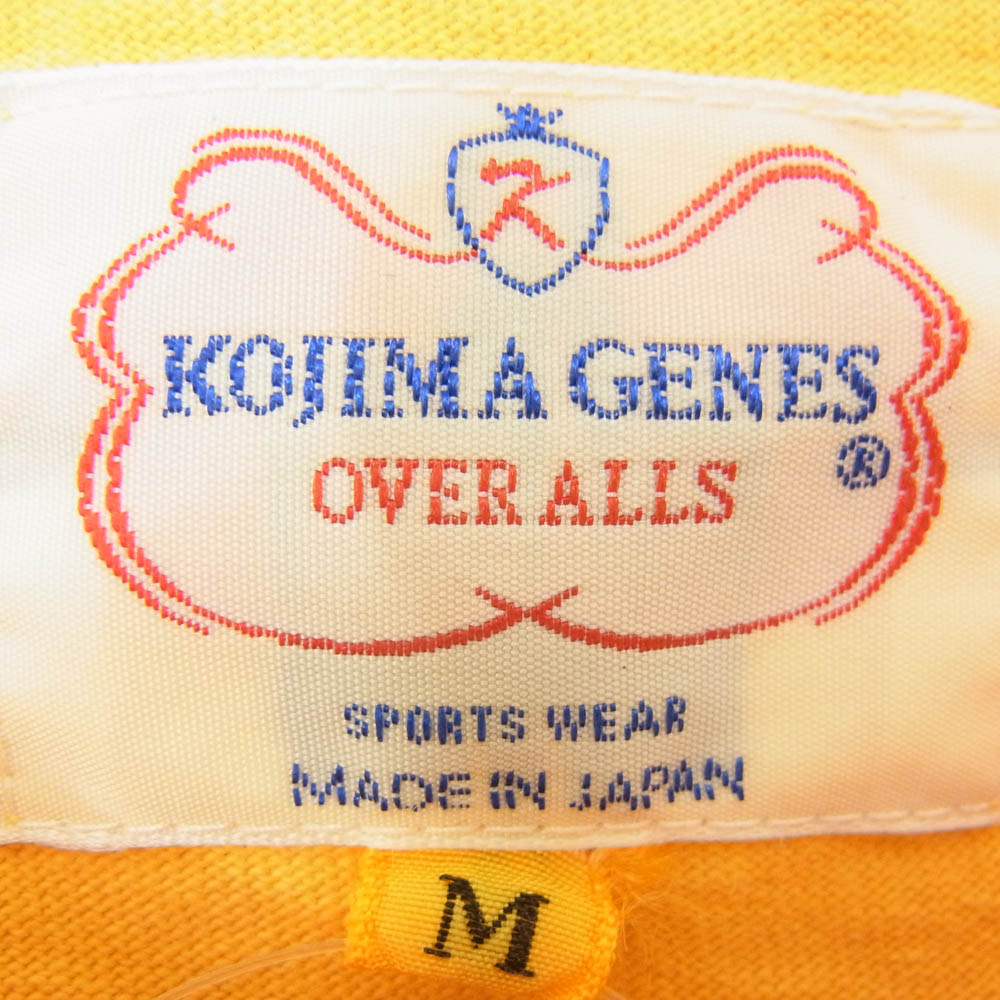 K
KOJIMA GENES
OVER ALLS ®
SPORTS WEAR
MADE IN JAPAN
M